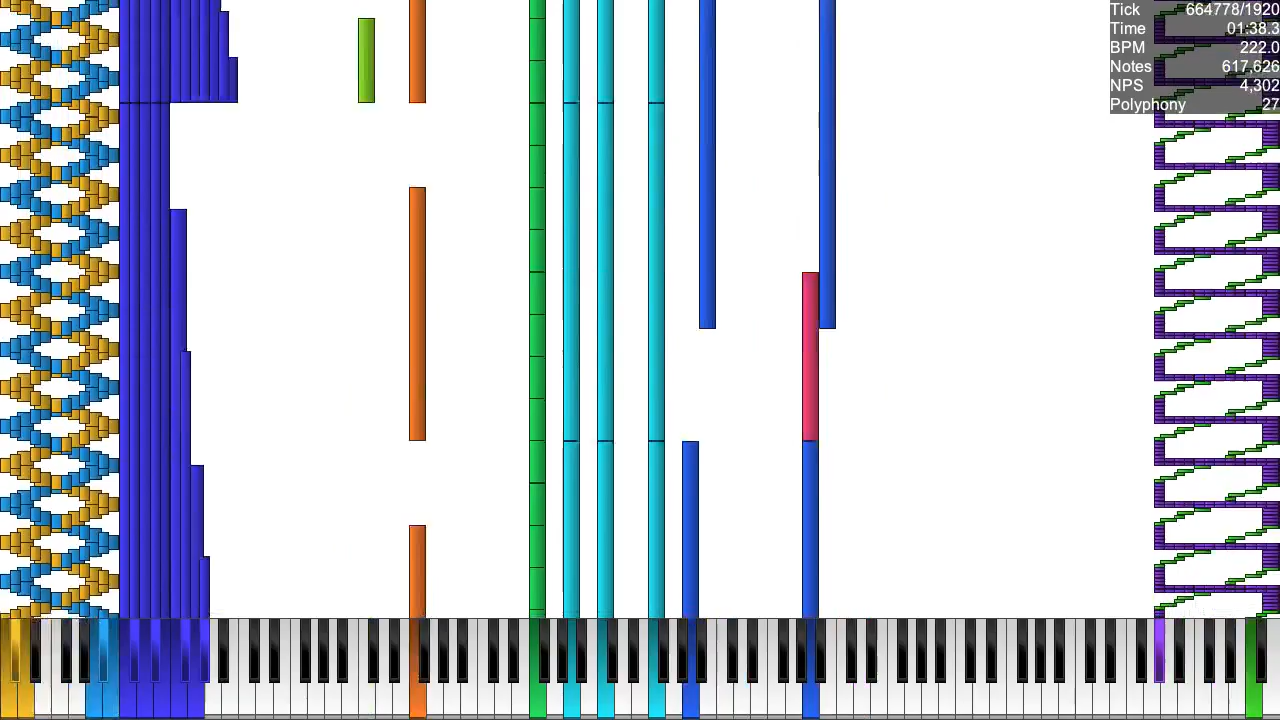 Tick 664778/1920
Time 01:38.3
BPM 222.0
Notes 617,626
NPS 4,302
Polyphony 27